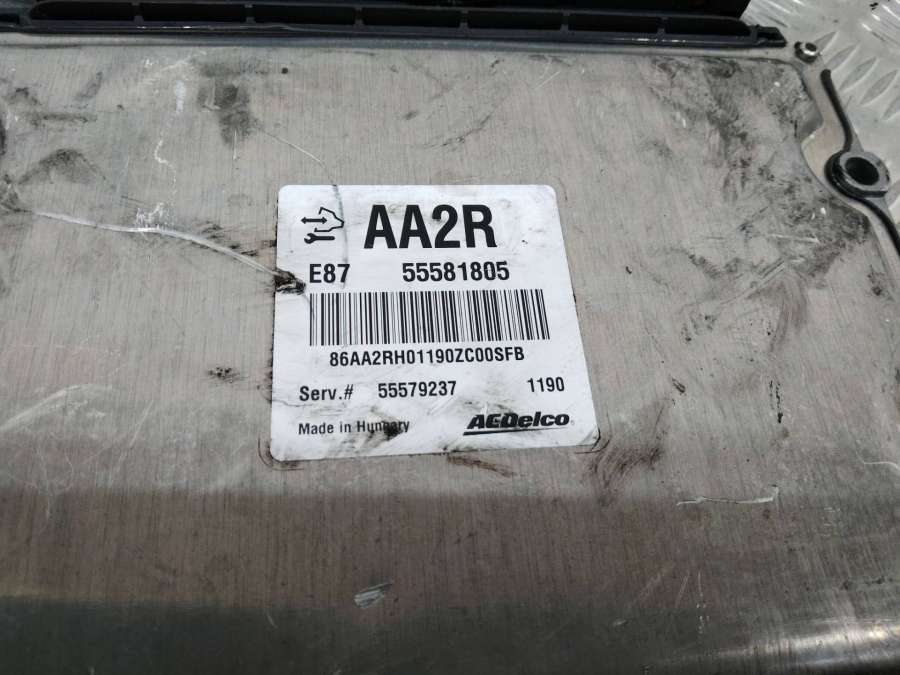 AA2R
E87 55581805
86AA2RH01190ZC00SFB
Serv.# 55579237 1190
Made in Hungary ACDelco